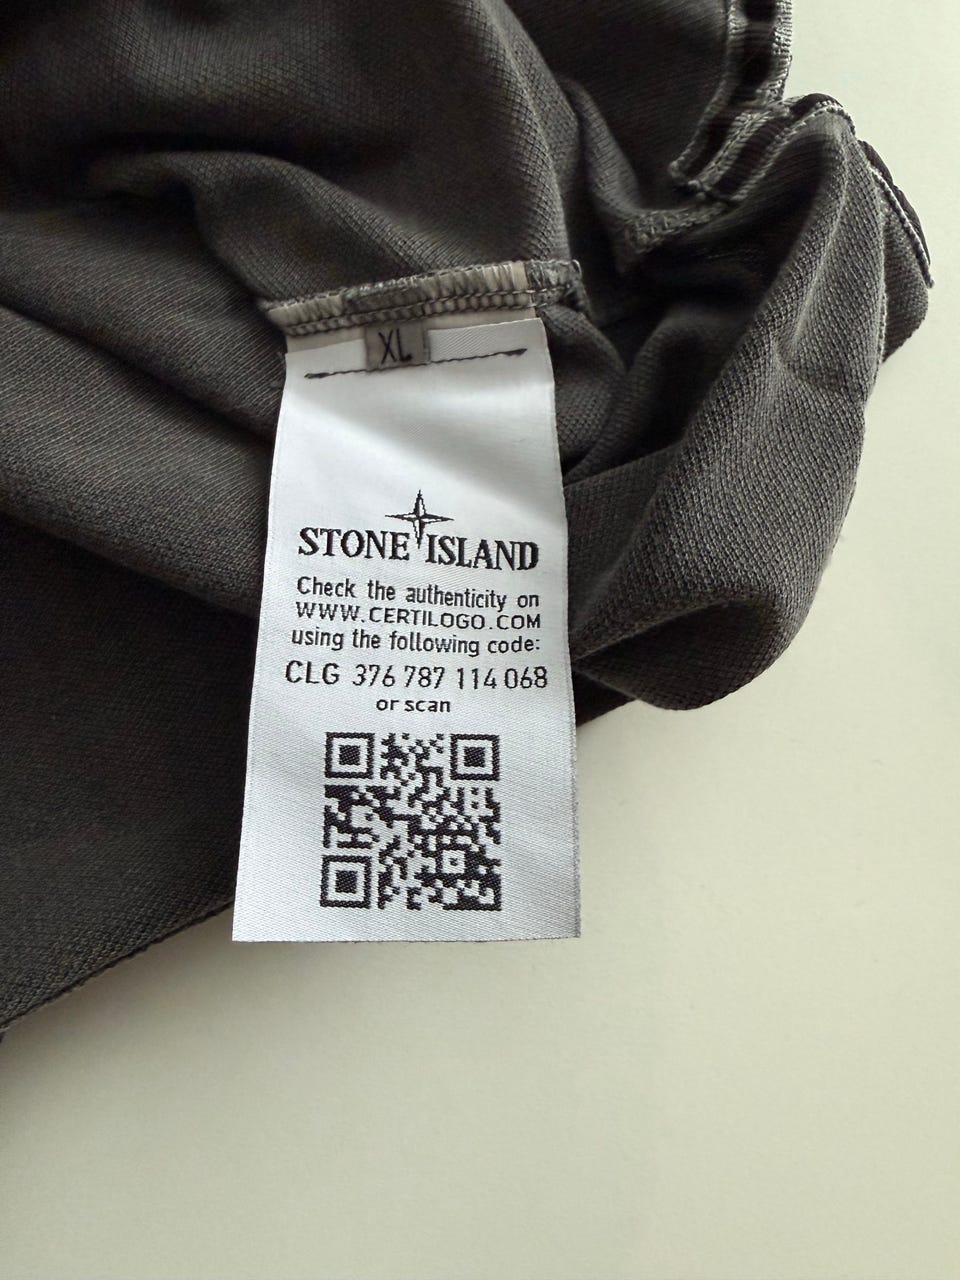 XL
STONE ISLAND
Check the authenticity on
WWW.CERTILOGO.COM
using the following code:
CLG 376 787 114 068
or scan